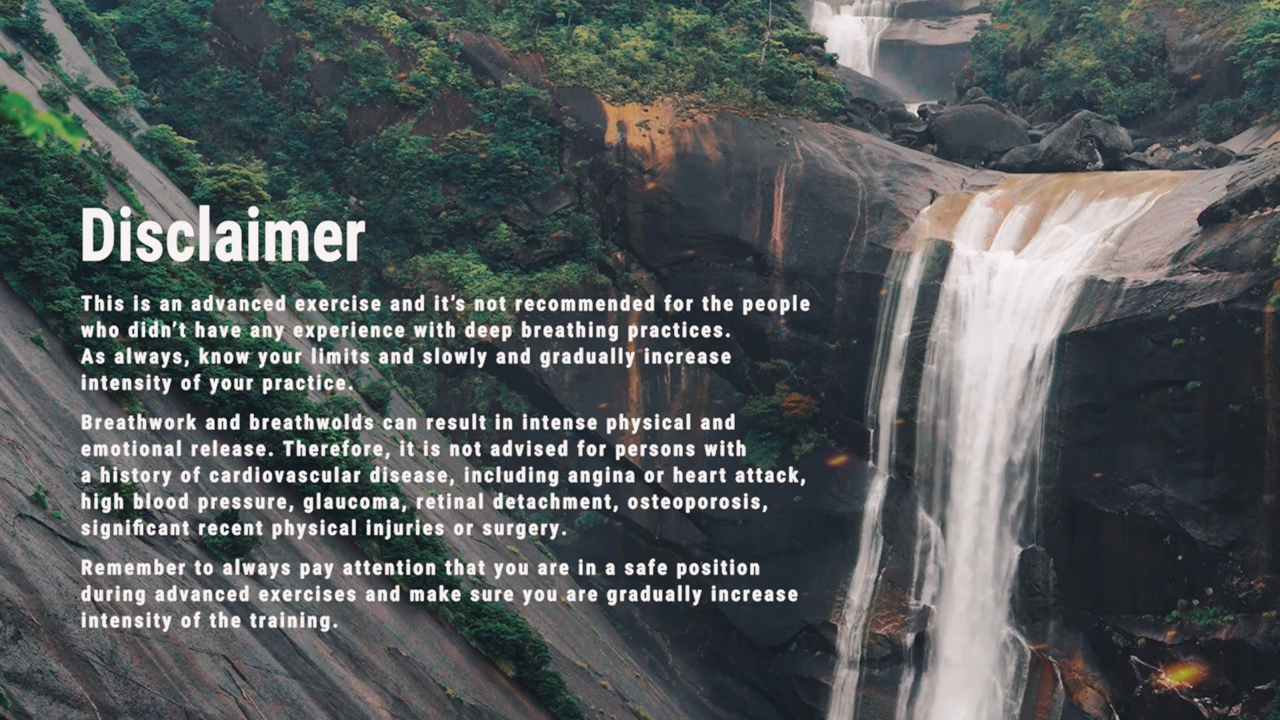 Disclaimer
This is an advanced exercise and it’s not recommended for the people
who didn’t have any experience with deep breathing practices.
As always, know your limits and slowly and gradually increase
intensity of your practice.
Breathwork and breathwolds can result in intense physical and
emotional release. Therefore, it is not advised for persons with
a history of cardiovascular disease, including angina or heart attack,
high blood pressure, glaucoma, retinal detachment, osteoporosis,
significant recent physical injuries or surgery.
Remember to always pay attention that you are in a safe position
during advanced exercises and make sure you are gradually increase
intensity of the training.